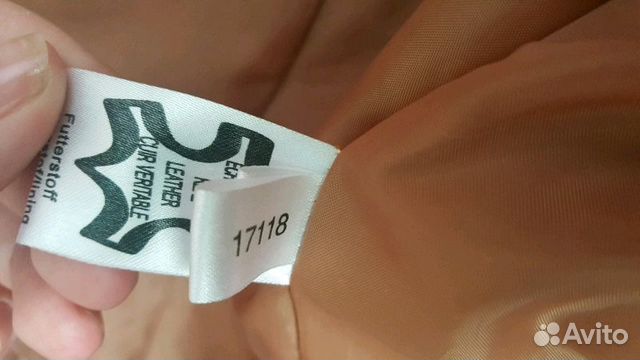 LEATHER
CUIR VERITABLE
Futterstoff
17118
Avito